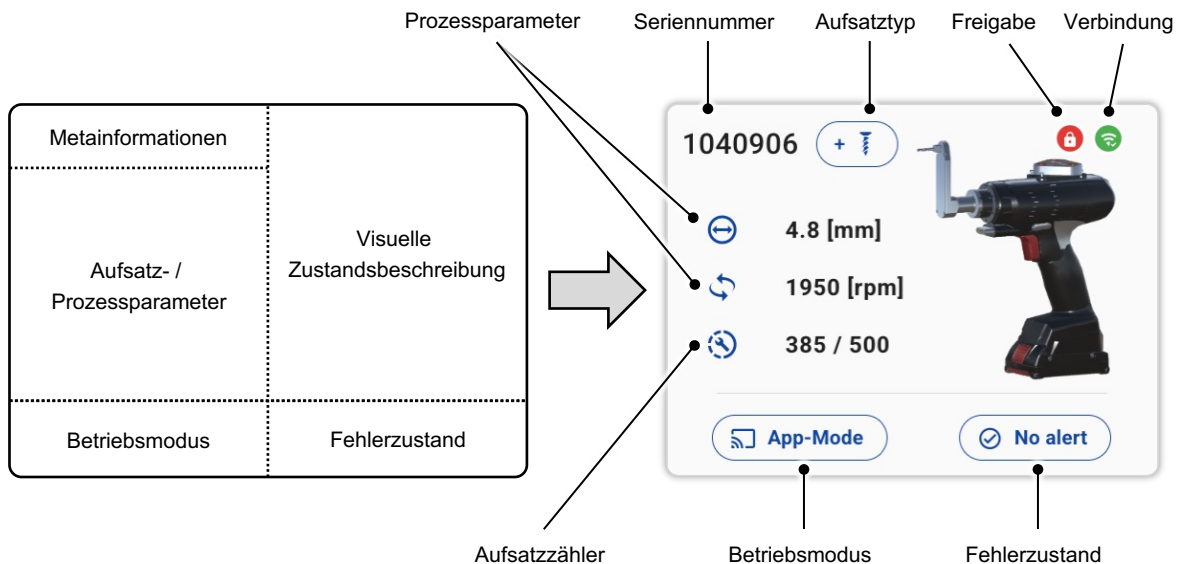 Prozessparameter
Seriennummer
Aufsatztyp
Freigabe
Verbindung
Metainformationen
Aufsatz- /
Prozessparameter
Visuelle
Zustandsbeschreibung
Betriebsmodus
Fehlerzustand
1040906
+
4.8 [mm]
1950 [rpm]
385 / 500
App-Mode
No alert
Aufsatzzähler
Betriebsmodus
Fehlerzustand